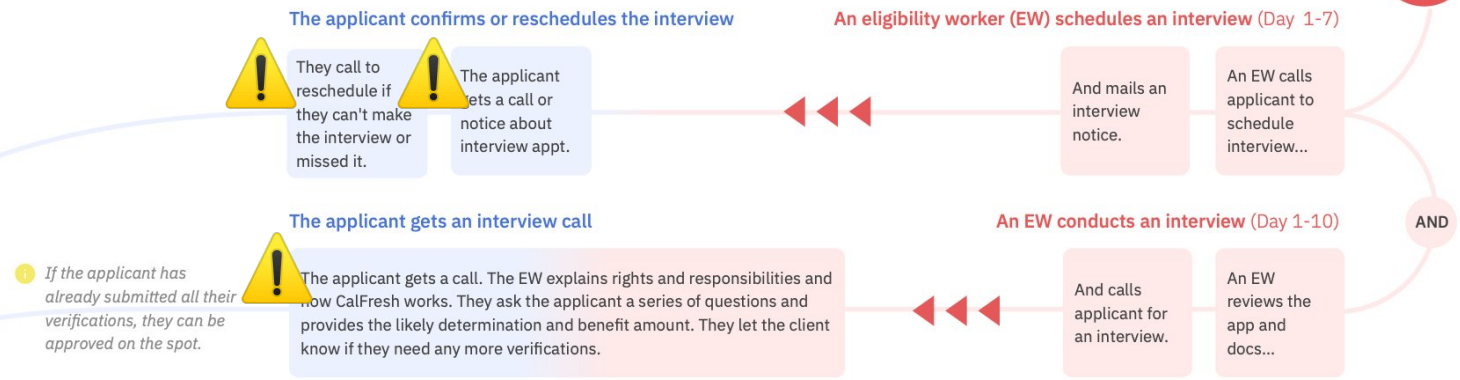 The applicant confirms or reschedules the interview
An eligibility worker (EW) schedules an interview (Day 1-7)
They call to
reschedule if
they can't make
the interview or
missed it.
The applicant
gets a call or
notice about
interview appt.
And mails an
interview
notice.
An EW calls
applicant to
schedule
interview...
The applicant gets an interview call
An EW conducts an interview (Day 1-10)
AND
If the applicant has
already submitted all their
verifications, they can be
approved on the spot.
The applicant gets a call. The EW explains rights and responsibilities and
how CalFresh works. They ask the applicant a series of questions and
provides the likely determination and benefit amount. They let the client
know if they need any more verifications.
And calls
applicant for
an interview.
An EW
reviews the
app and
docs...